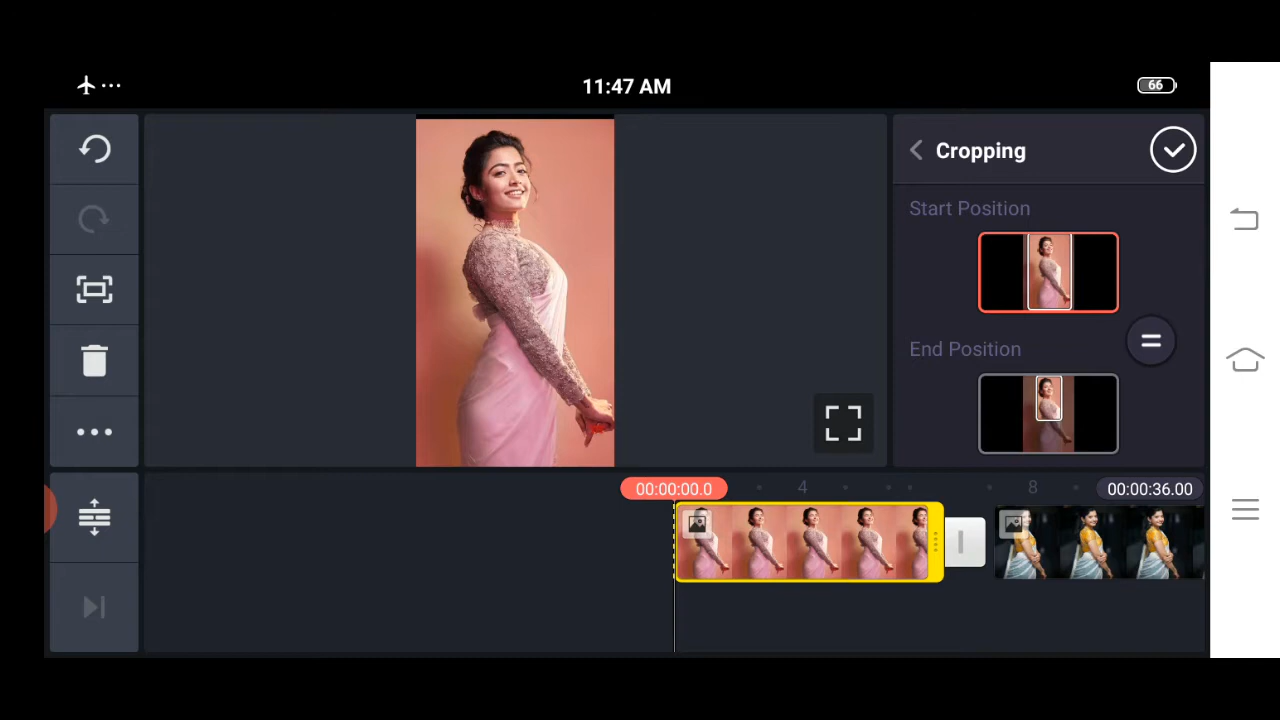 11:47 AM
66
Cropping
Start Position
End Position
00:00:00.0
4
8
00:00:36.00